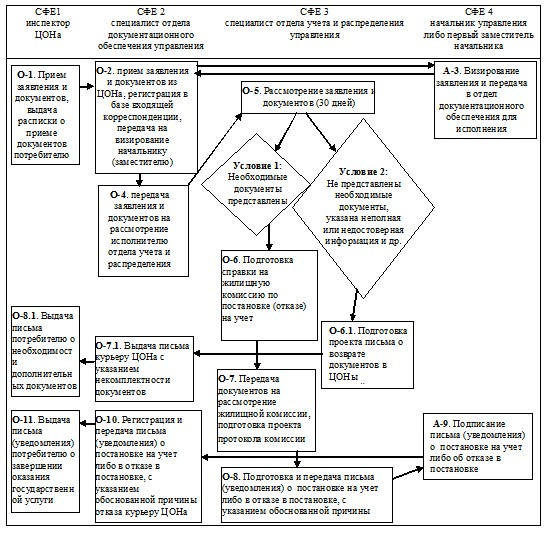 СФЕ1
инспектор
ЦОНа
СФЕ 2
специалист отдела
документационного
обеспечения управления
СФЕ 3
специалист отдела учета и распределения
управления
СФЕ 4
начальник управления
либо первый заместитель
начальника
О-1. Прием
заявления и
документов,
выдача
расписки о
приеме
документов
потребителю
О-2. прием заявления
и документов из
ЦОНа, регистрация в
базе входящей
корреспонденции,
передача на
визирование
начальнику
(заместителю)
О-5. Рассмотрение заявления и
документов (30 дней)
А-3. Визирование
заявления и передача
в отдел
документационного
обеспечения для
исполнения
О-4. передача
заявления и
документов на
рассмотрение
исполнителю
отдела учета и
распределения
Условие 1:
Необходимые
документы
представлены
Условие 2:
Не представлены
необходимые
документы,
указана неполная
или недостоверная
информация и др.
О-6. Подготовка
справки на
жилищную
комиссию по
постановке (отказе)
на учет
О-8.1. Выдача
письма
потребителю о
необходимост
и
дополнительны
х документов
О-7.1. Выдача письма
курьеру ЦОНа с
указанием
некомплектности
документов
О-6.1. Подготовка
проекта письма о
возврате
документов в
ЦОНы
О-7. Передача
документов на
рассмотрение
жилищной комиссии,
подготовка проекта
протокола комиссии
О-11. Выдача
письма
(уведомления)
потребителю о
завершении
оказания
государственн
ой услуги
О-10. Регистрация и
передача письма
(уведомления) о
постановке на учет
либо в отказе в
постановке, с
указанием
обоснованной причины
отказа курьеру ЦОНа
А-9. Подписание
письма (уведомления)
о постановке на учет
либо об отказе в
постановке
О-8. Подготовка и передача письма
(уведомления) о постановке на учет
либо в отказе в постановке, с
указанием обоснованной причины